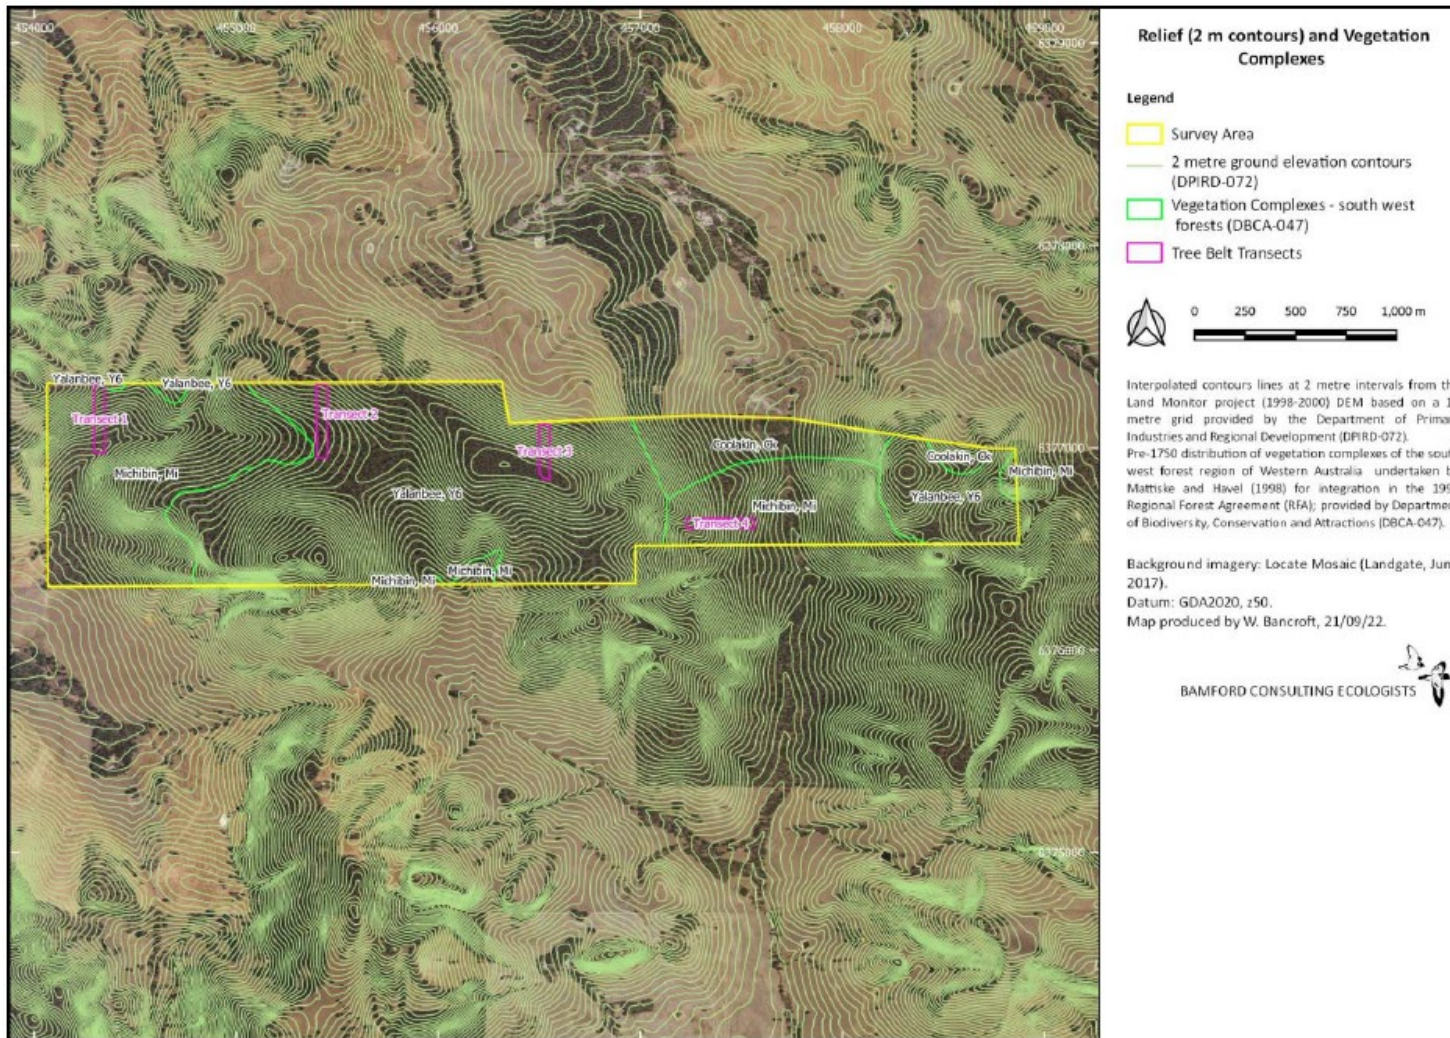 454000
455000
456000
457000
458000
459000
6379000
6378000
6377000
6376000
6375000
Yalanbee, Y6
Yalanbee, Y6
Transect 1
Transect 2
Transect 3
Coolakin, Ck
Coolakin, Ck
Michibin, Mi
Michibin, Mi
Yalanbee, Y6
Yalanbee, Y6
Michibin, Mi
Transect 4
Michibin, Mi
Michibin, Mi
Relief (2 m contours) and Vegetation
Complexes
Legend
Survey Area
2 metre ground elevation contours
(DPIRD-072)
Vegetation Complexes - south west
forests (DBCA-047)
Tree Belt Transects
0 250 500 750 1,000 m
Interpolated contours lines at 2 metre intervals from
Land Monitor project (1998-2000) DEM based on a
metre grid provided by the Department of
Industries and Regional Development (DPIRD-072).
Pre-1750 distribution of vegetation complexes of the
west forest region of Western Australia undertaken
Mattiske and Havel (1998) for integration in the
Regional Forest Agreement (RFA); provided by
of Biodiversity, Conservation and Attractions (DBCA-047).
Background imagery: Locate Mosaic (Landgate,
2017).
Datum: GDA2020, z50.
Map produced by W. Bancroft, 21/09/22.
BAMFORD CONSULTING ECOLOGISTS